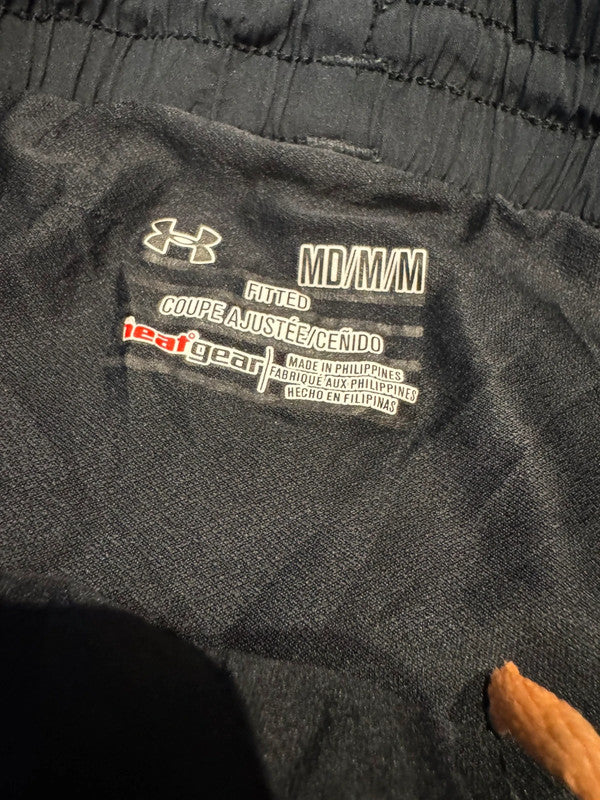 MD/M/M
FITTED
COUPE AJUSTÉE/CEÑIDO
heatgear
MADE IN PHILIPPINES
FABRIQUÉ AUX PHILIPPINES
HECHO EN FILIPINAS